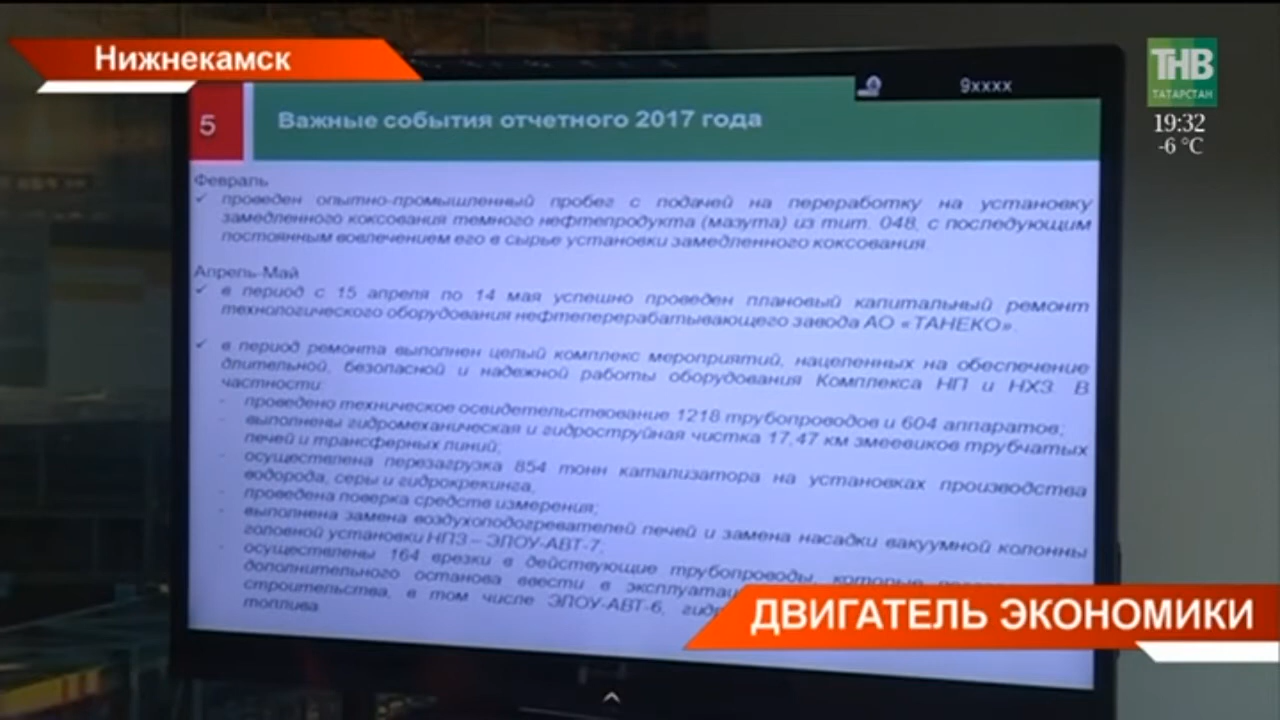 Нижнекамск
ТНВ
ТАТАРСТАН
19:32
-6 °C
9xxxx
5
Важные события отчетного 2017 года
Февраль
✓ проведен опытно-промышленный пробег с подачей на переработку на установку
замедленного коксования темного нефтепродукта (мазута) из тит. 048, с последующим
постоянным вовлечением его в сырье установки замедленного коксования.
Апрель-Май
✓ в период с 15 апреля по 14 мая успешно проведен плановый капитальный ремонт
технологического оборудования нефтеперерабатывающего завода АО «ТАНЕКО».
✓ в период ремонта выполнен целый комплекс мероприятий, нацеленных на обеспечение
длительной, безопасной и надежной работы оборудования Комплекса НП и НХЗ. В
частности:
- проведено техническое освидетельствование 1218 трубопроводов и 604 аппаратов;
- выполнены гидромеханическая и гидроструйная чистка 17,47 км змеевиков трубчатых
печей и трансферных линий;
- осуществлена перезагрузка 854 тонн катализатора на установках производства
водорода, серы и гидрокрекинга;
- проведена поверка средств измерения;
- выполнена замена воздухоподогревателей печей и замена насадки вакуумной колонны
головной установки НПЗ – ЭЛОУ-АВТ-7;
- осуществлены 164 врезки в действующие трубопроводы, которые
дополнительного останова ввести в
строительства, в том числе ЭЛОУ-АВТ-6,
топлива.
ДВИГАТЕЛЬ ЭКОНОМИКИ